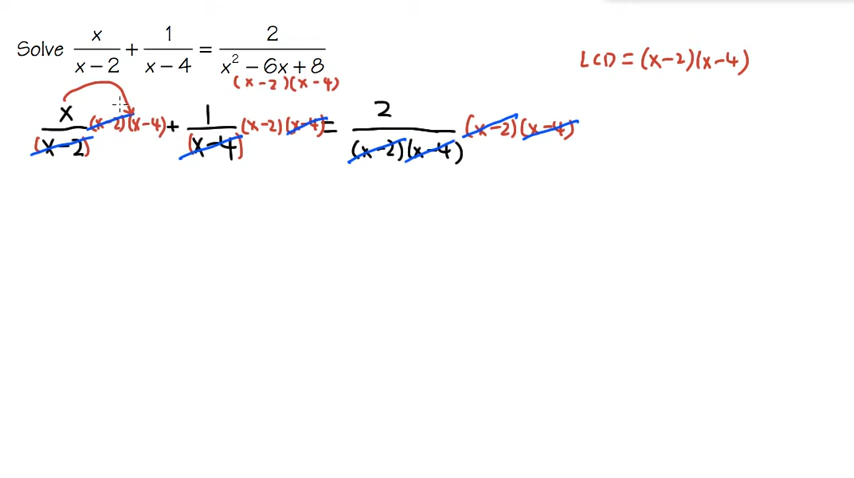 Solve x/(x − 2) + 1/(x − 4) = 2/(x² − 6x + 8)
(x − 2)(x − 4)
LCD = (x−2)(x−4)
x/(x−2) (x−2)(x−4) + 1/(x−4) (x−2)(x−4) = 2/((x−2)(x−4)) (x−2)(x−4)